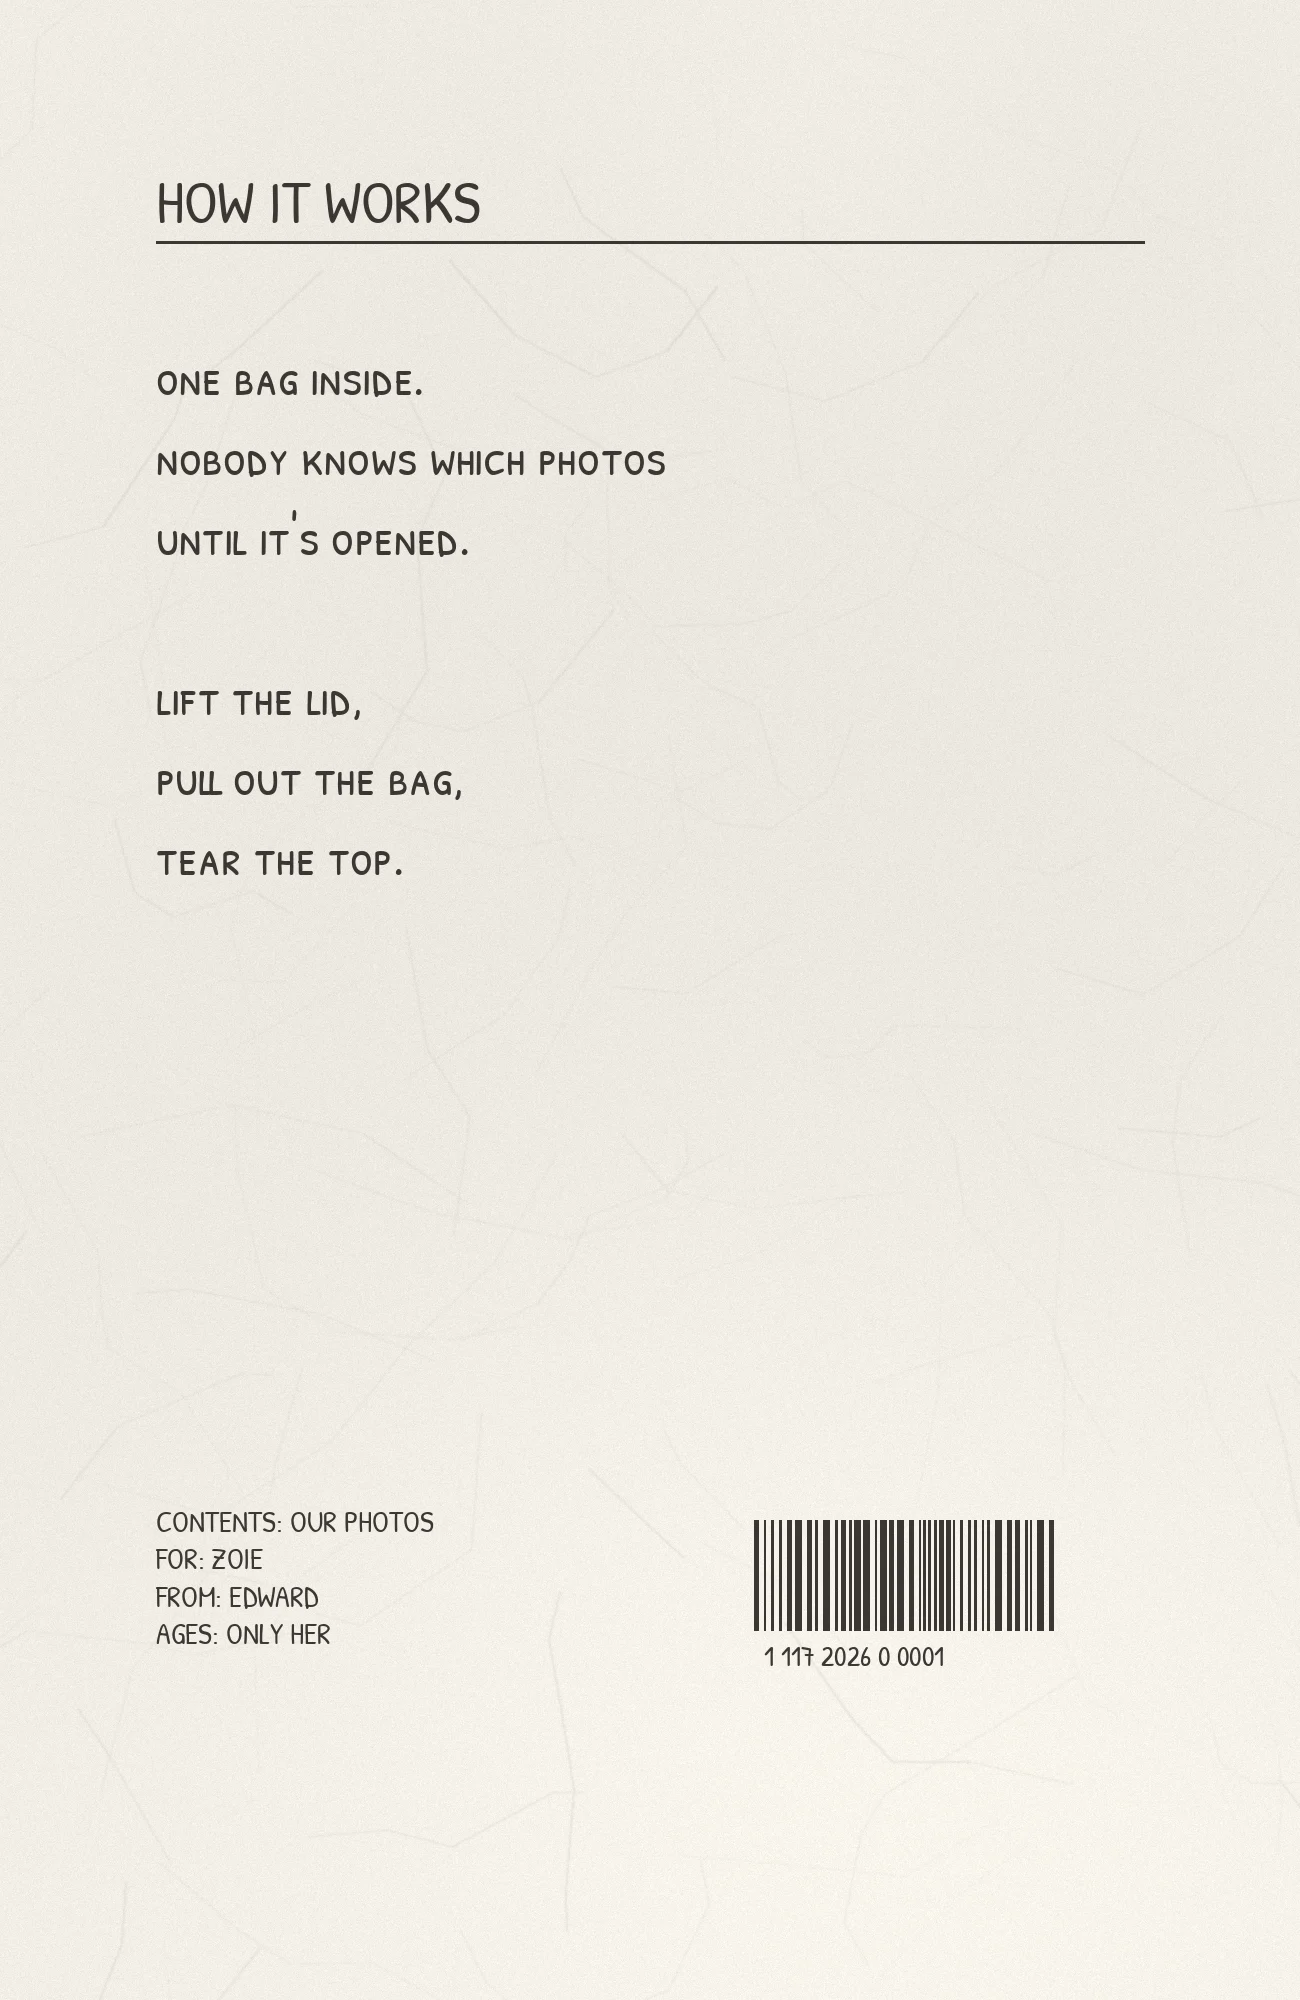 HOW IT WORKS
ONE BAG INSIDE.
NOBODY KNOWS WHICH PHOTOS
UNTIL IT'S OPENED.
LIFT THE LID,
PULL OUT THE BAG,
TEAR THE TOP.
CONTENTS: OUR PHOTOS
FOR: ZOIE
FROM: EDWARD
AGES: ONLY HER
1 117 2026 0 0001